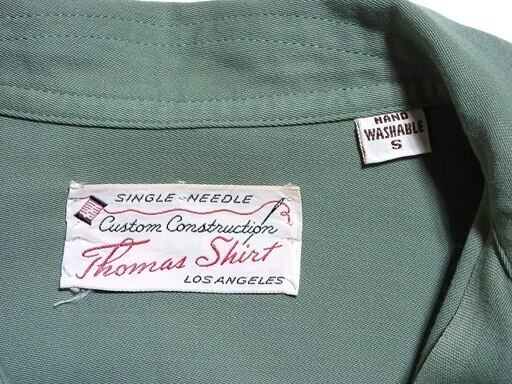 HAND
WASHABLE
S
SINGLE-NEEDLE
Custom Construction
Thomas Shirt
LOS ANGELES